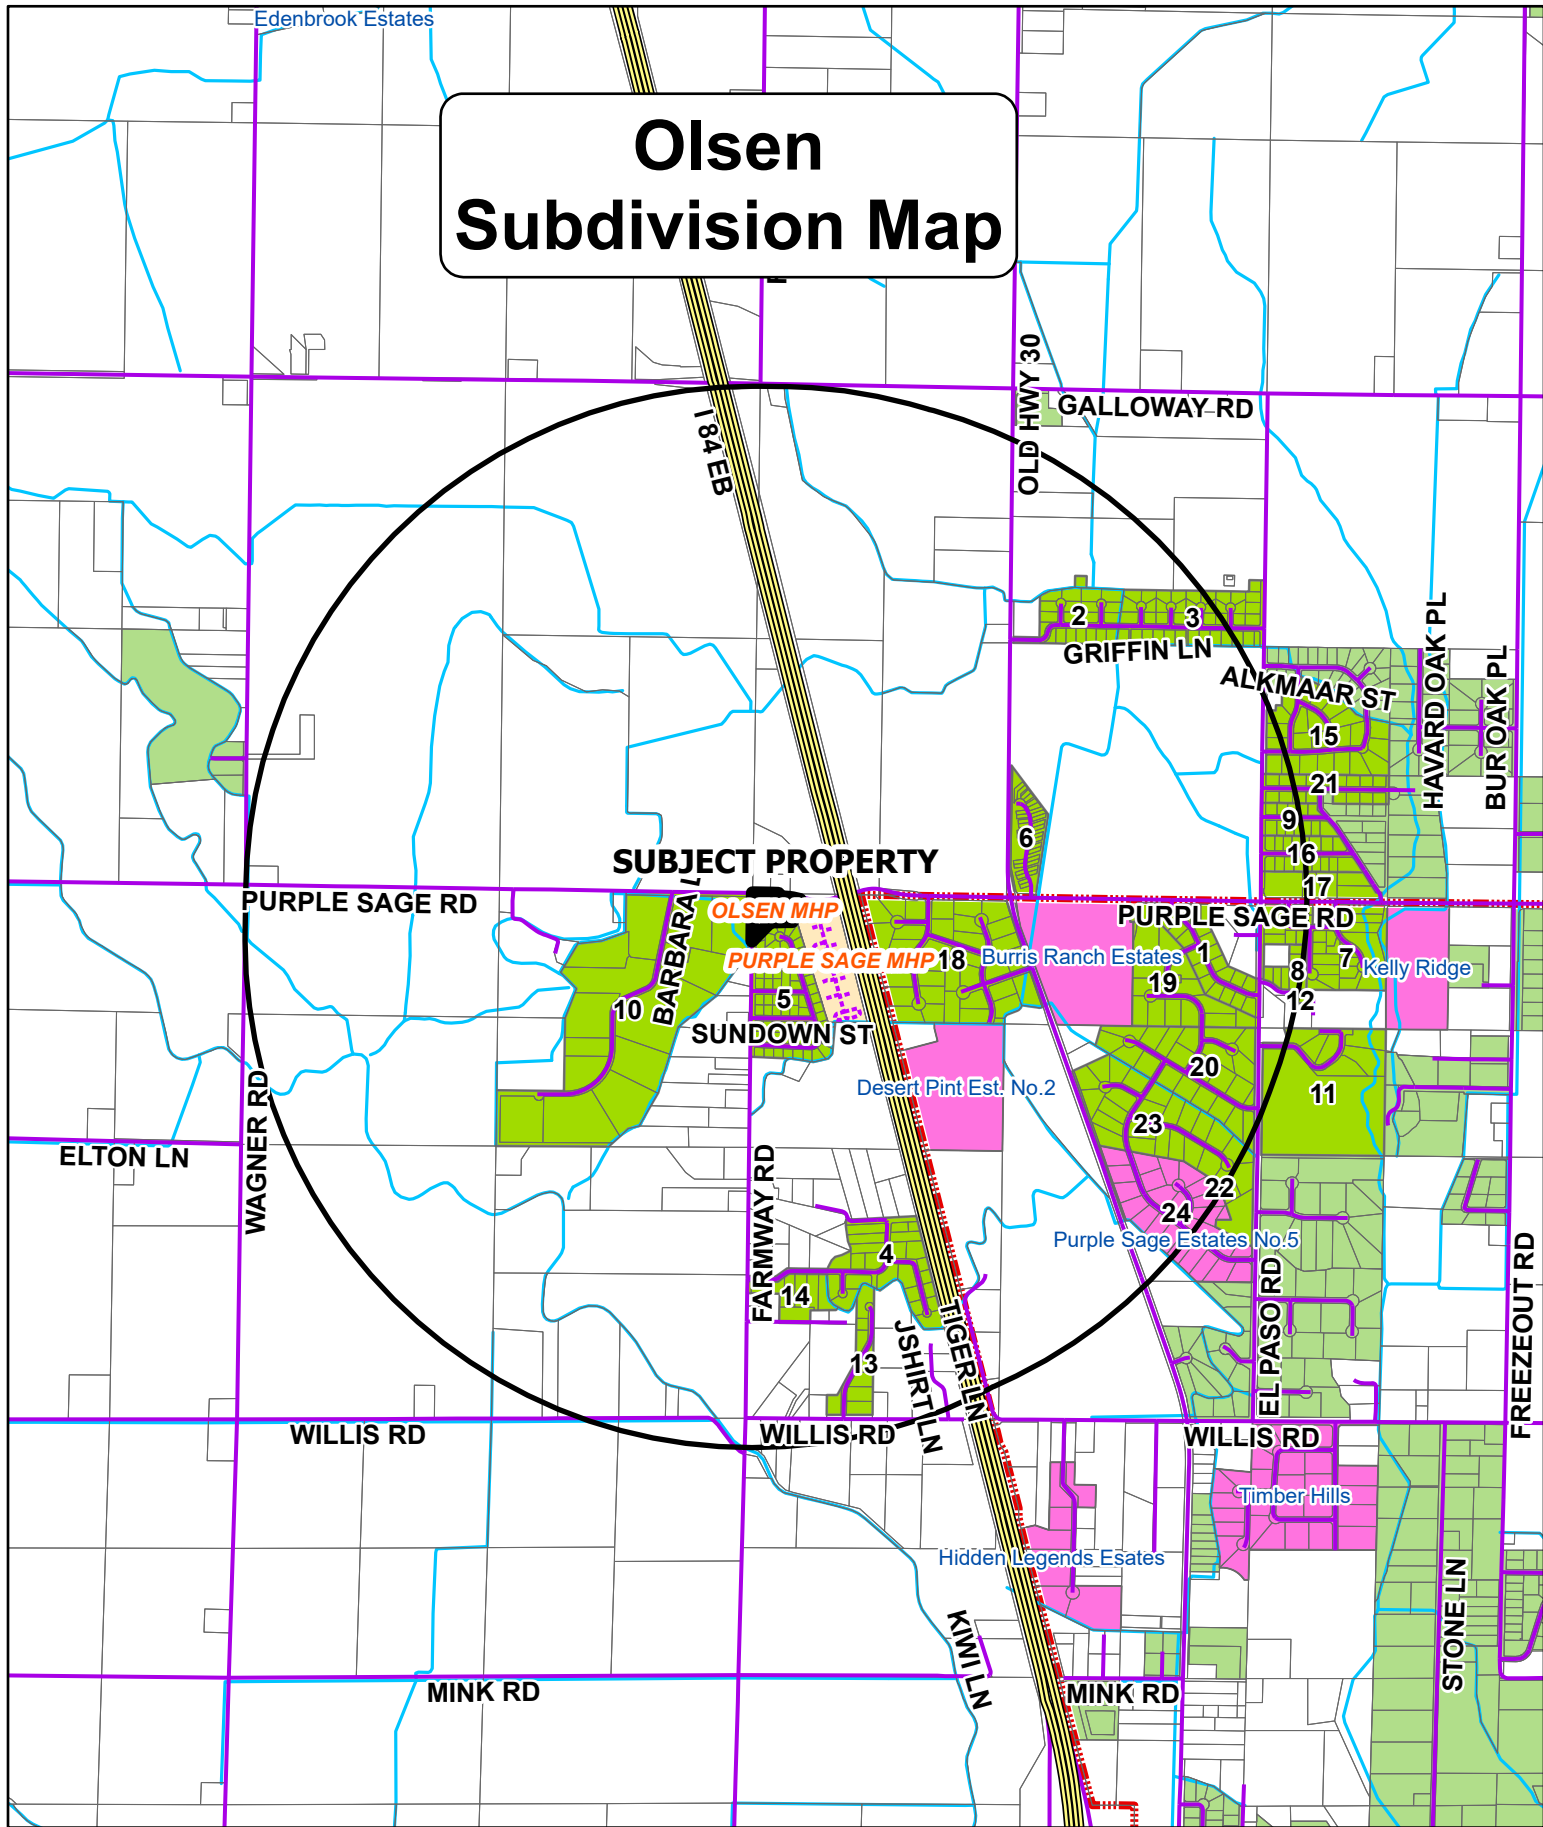 Edenbrook Estates
Olsen
Subdivision Map
OLD HWY 30
GALLOWAY RD
I 84 EB
2
3
GRIFFIN LN
ALKMAAR ST
HAVARD OAK PL
BUR OAK PL
15
21
9
6
16
17
SUBJECT PROPERTY
PURPLE SAGE RD
BARBARA L
OLSEN MHP
PURPLE SAGE RD
PURPLE SAGE MHP
18
Burris Ranch Estates
1
7
8
Kelly Ridge
19
12
5
10
SUNDOWN ST
20
Desert Pint Est. No.2
11
23
WAGNER RD
ELTON LN
FARMWAY RD
22
24
Purple Sage Estates No.5
4
14
EL PASO RD
FREEZEOUT RD
13
JSHIRT LN
TIGER LN
WILLIS RD
WILLIS RD
WILLIS RD
Timber Hills
Hidden Legends Esates
STONE LN
KIWI LN
MINK RD
MINK RD